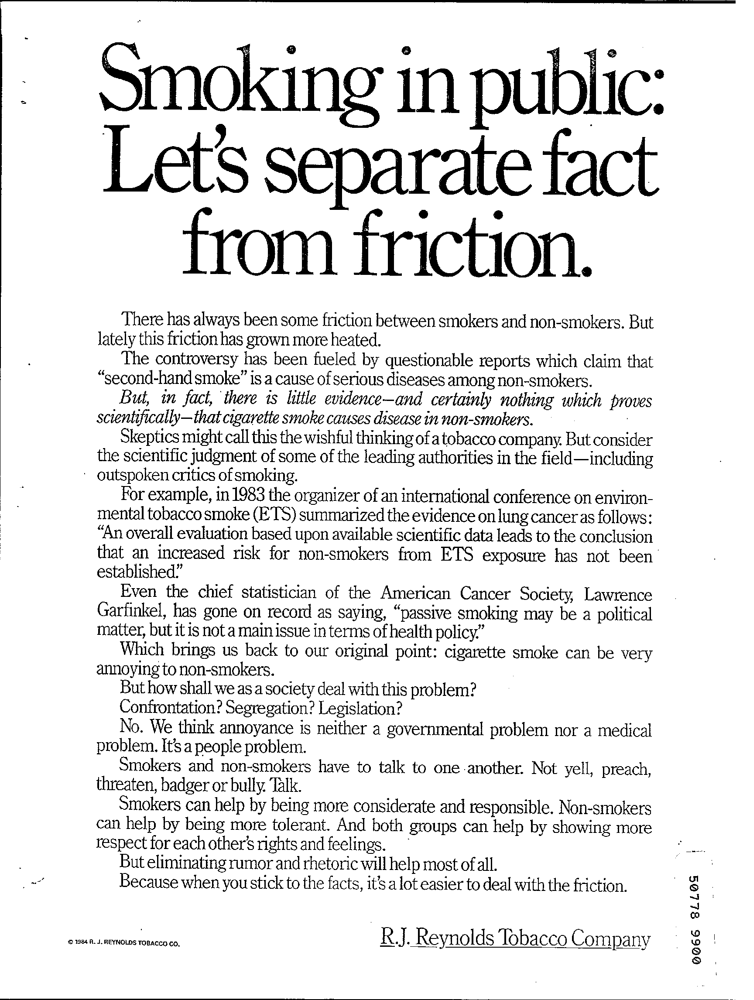 Smoking in public:
Let's separate fact
from friction.
There has always been some friction between smokers and non-smokers. But
lately this friction has grown more heated.
The controversy has been fueled by questionable reports which claim that
“second-hand smoke” is a cause of serious diseases among non-smokers.
But, in fact, there is little evidence—and certainly nothing which proves
scientifically—that cigarette smoke causes disease in non-smokers.
Skeptics might call this the wishful thinking of a tobacco company. But consider
the scientific judgment of some of the leading authorities in the field—including
outspoken critics of smoking.
For example, in 1983 the organizer of an international conference on environ-
mental tobacco smoke (ETS) summarized the evidence on lung cancer as follows:
“An overall evaluation based upon available scientific data leads to the conclusion
that an increased risk for non-smokers from ETS exposure has not been
established.”
Even the chief statistician of the American Cancer Society, Lawrence
Garfinkel, has gone on record as saying, “passive smoking may be a political
matter, but it is not a main issue in terms of health policy.”
Which brings us back to our original point: cigarette smoke can be very
annoying to non-smokers.
But how shall we as a society deal with this problem?
Confrontation? Segregation? Legislation?
No. We think annoyance is neither a governmental problem nor a medical
problem. It's a people problem.
Smokers and non-smokers have to talk to one another. Not yell, preach,
threaten, badger or bully. Talk.
Smokers can help by being more considerate and responsible. Non-smokers
can help by being more tolerant. And both groups can help by showing more
respect for each other's rights and feelings.
But eliminating rumor and rhetoric will help most of all.
Because when you stick to the facts, it's a lot easier to deal with the friction.
© 1984 R. J. REYNOLDS TOBACCO CO.
R.J. Reynolds Tobacco Company
50778 9900